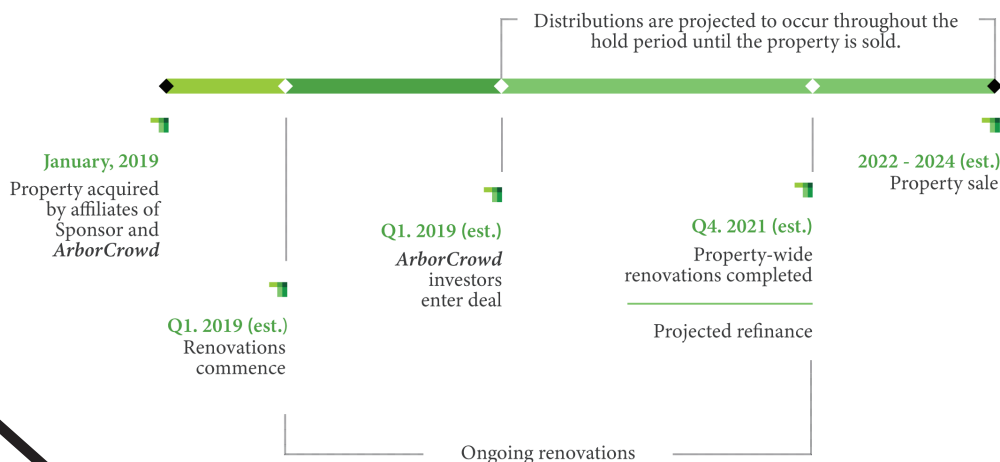 Distributions are projected to occur throughout the
hold period until the property is sold.
January, 2019
Property acquired
by affiliates of
Sponsor and
ArborCrowd
Q1. 2019 (est.)
Renovations
commence
Q1. 2019 (est.)
ArborCrowd
investors
enter deal
Q4. 2021 (est.)
Property-wide
renovations completed
Projected refinance
2022 - 2024 (est.)
Property sale
Ongoing renovations